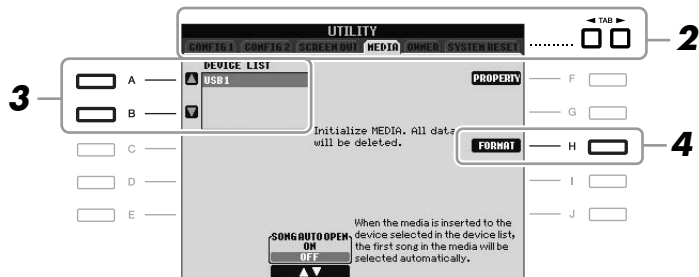 ◄ TAB ►
2
UTILITY
CONFIG 1 CONFIG 2 SCREEN OUT MEDIA OWNER SYSTEM RESET
3
DEVICE LIST
USB1
PROPERTY
A
B
C
D
E
F
G
H
I
J
Initialize MEDIA. All data
will be deleted.
FORMAT
4
SONG AUTO OPEN
ON
OFF
When the media is inserted to the
device selected in the device list,
the first song in the media will be
selected automatically.